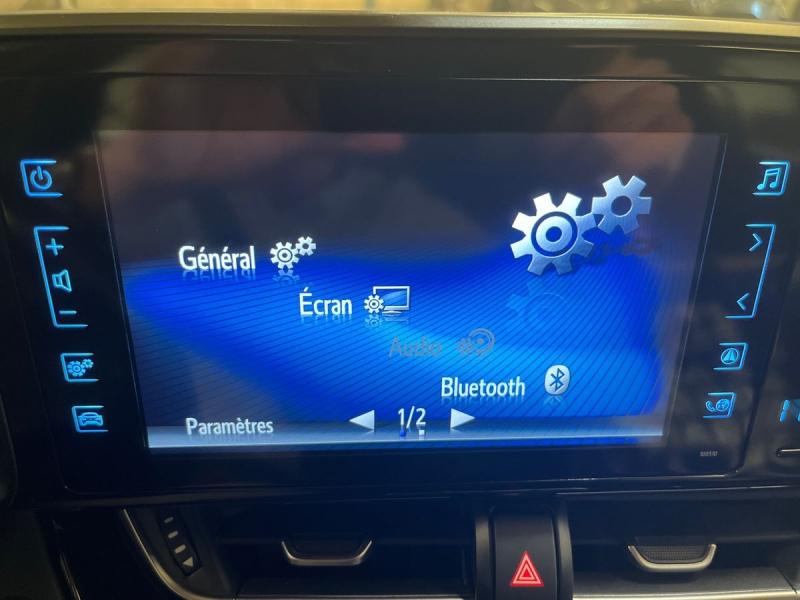 Général
Écran
Audio
Bluetooth
Paramètres
1/2